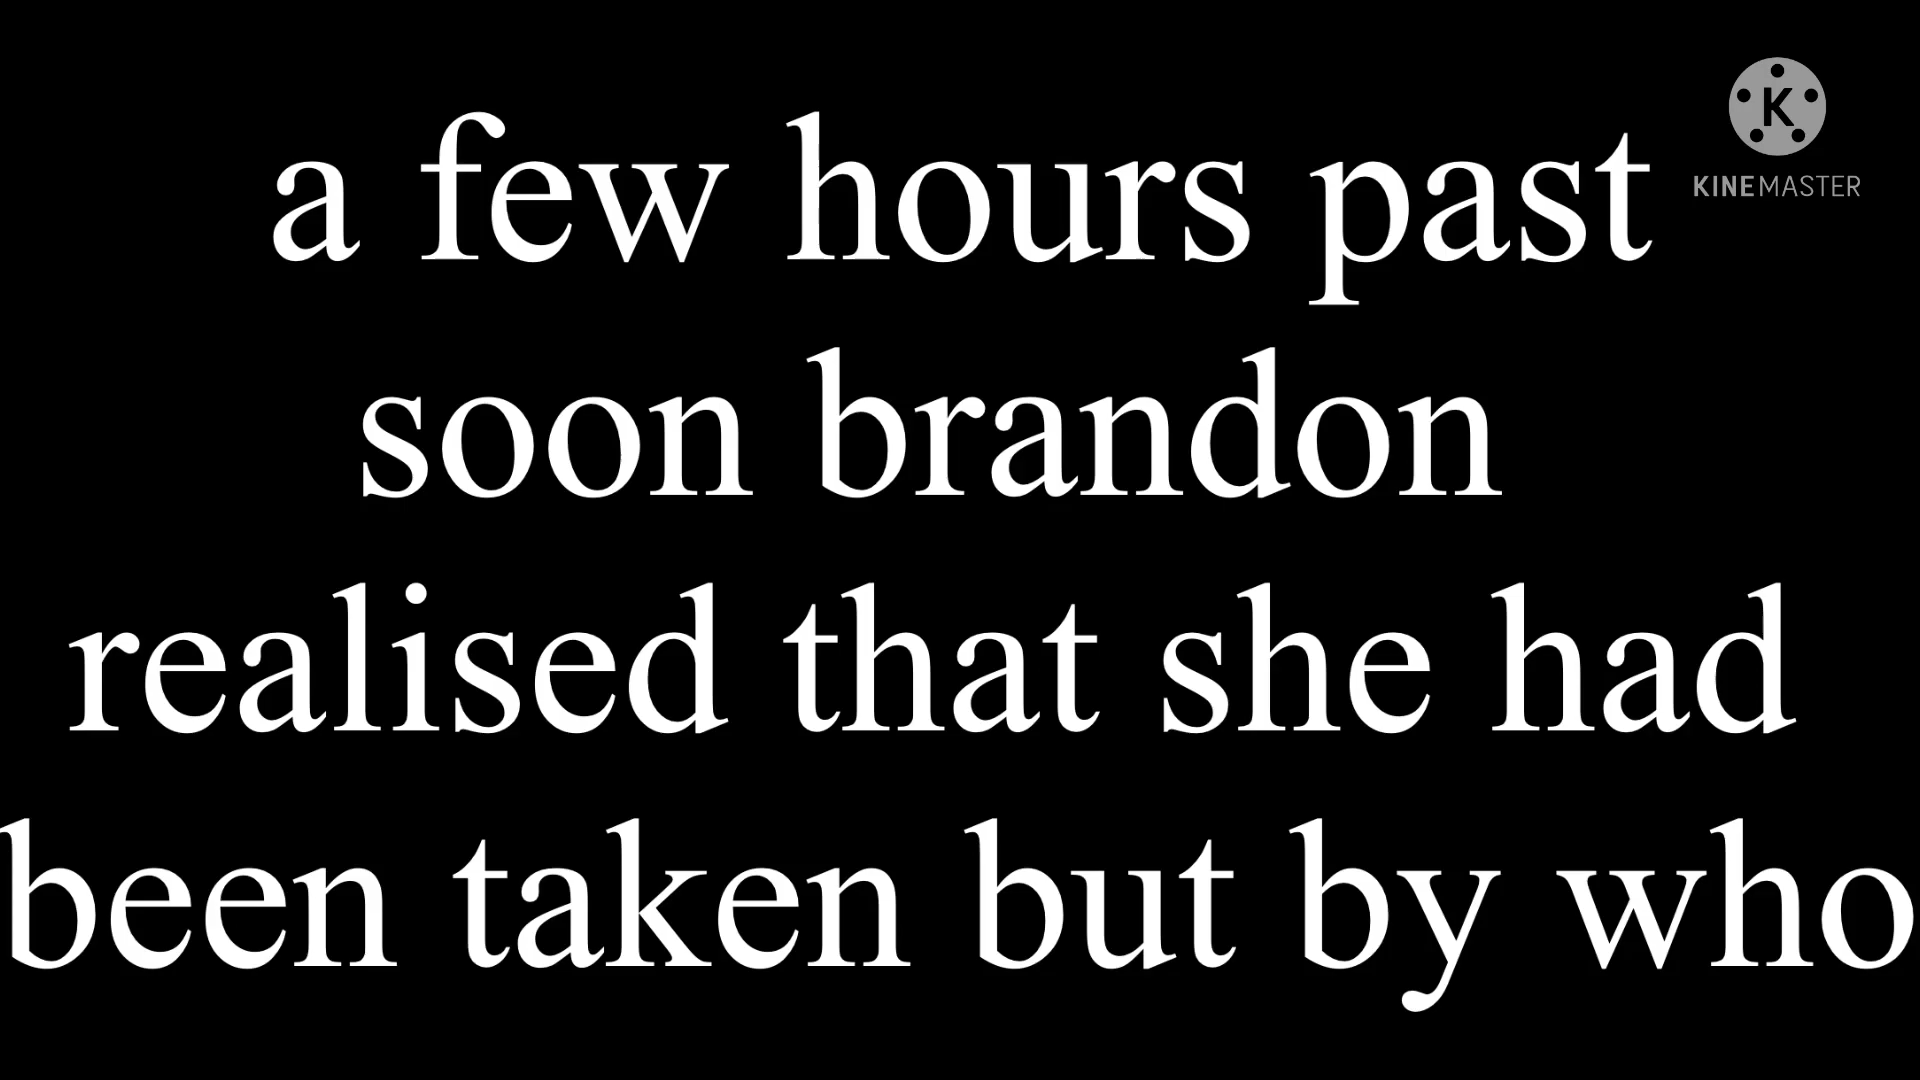 a few hours past
soon brandon
realised that she had
been taken but by who
K
KINEMASTER